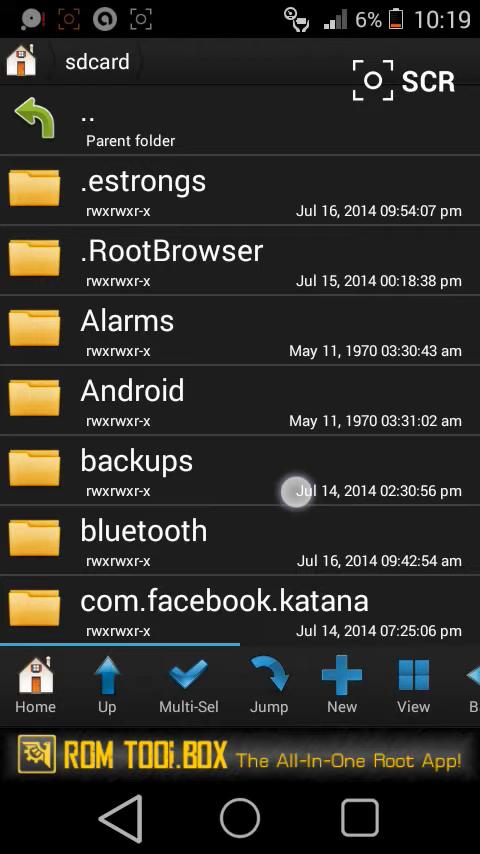 6% 10:19
sdcard
SCR
..
Parent folder
.estrongs
rwxrwxr-x Jul 16, 2014 09:54:07 pm
.RootBrowser
rwxrwxr-x Jul 15, 2014 00:18:38 pm
Alarms
rwxrwxr-x May 11, 1970 03:30:43 am
Android
rwxrwxr-x May 11, 1970 03:31:02 am
backups
rwxrwxr-x Jul 14, 2014 02:30:56 pm
bluetooth
rwxrwxr-x Jul 16, 2014 09:42:54 am
com.facebook.katana
rwxrwxr-x Jul 14, 2014 07:25:06 pm
Home Up Multi-Sel Jump New View B
ROM TOOLBOX The All-In-One Root App!